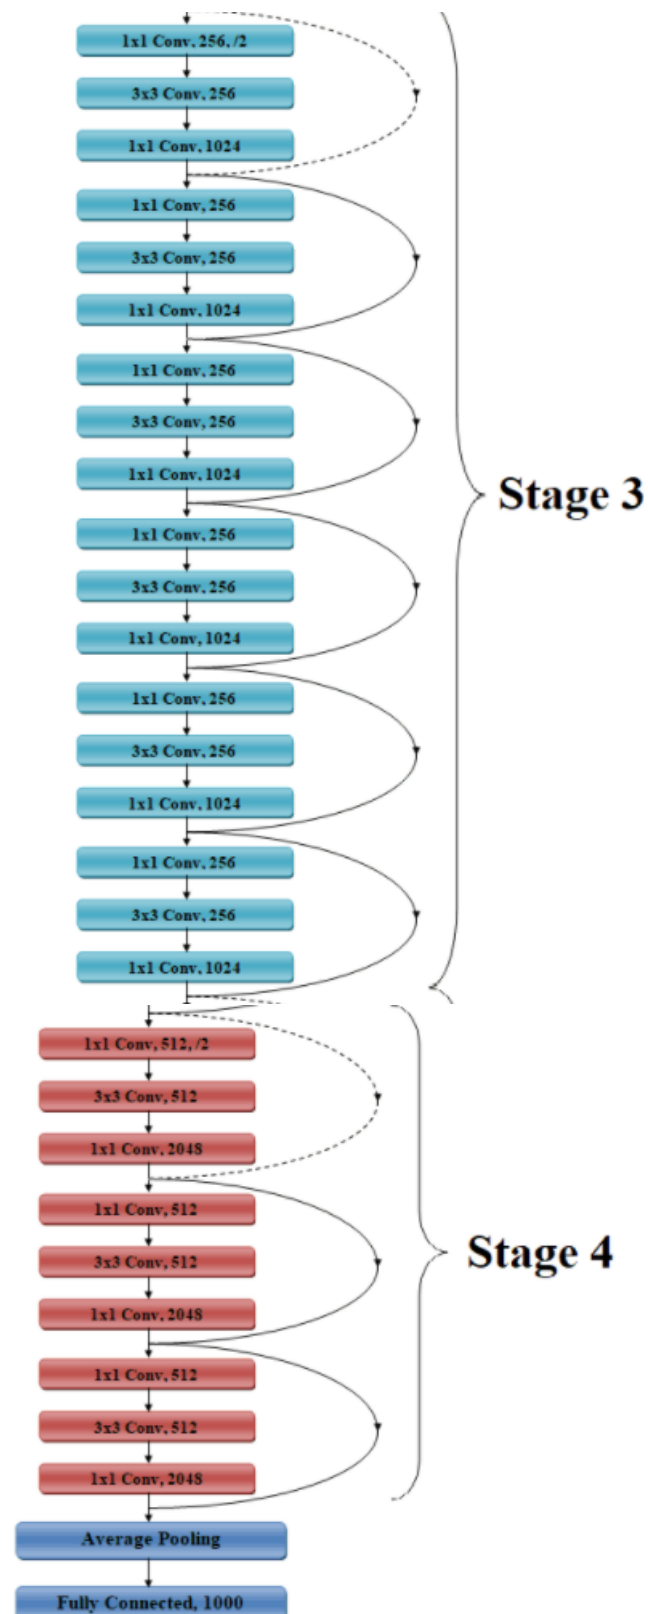 1x1 Conv, 256, /2
3x3 Conv, 256
1x1 Conv, 1024
1x1 Conv, 256
3x3 Conv, 256
1x1 Conv, 1024
1x1 Conv, 256
3x3 Conv, 256
1x1 Conv, 1024
Stage 3
1x1 Conv, 256
3x3 Conv, 256
1x1 Conv, 1024
1x1 Conv, 256
3x3 Conv, 256
1x1 Conv, 1024
1x1 Conv, 256
3x3 Conv, 256
1x1 Conv, 1024
1x1 Conv, 512, /2
3x3 Conv, 512
1x1 Conv, 2048
1x1 Conv, 512
Stage 4
3x3 Conv, 512
1x1 Conv, 2048
1x1 Conv, 512
3x3 Conv, 512
1x1 Conv, 2048
Average Pooling
Fully Connected, 1000